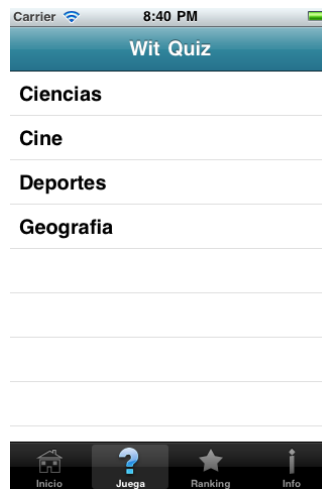 Carrier 8:40 PM
Wit Quiz
Ciencias
Cine
Deportes
Geografia
Inicio Juega Ranking Info